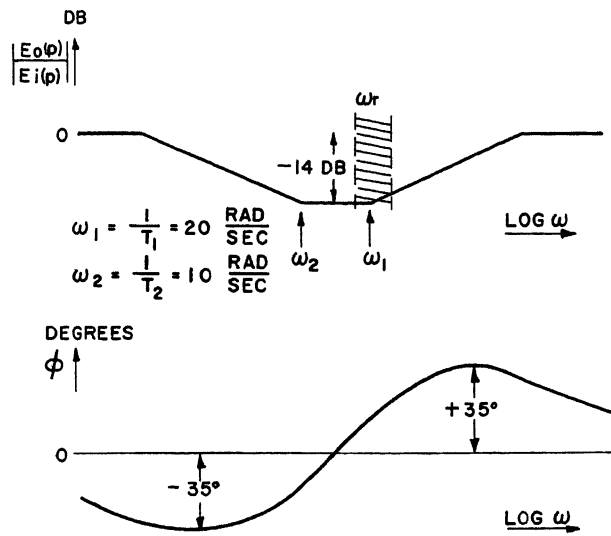 DB
|Eo(p)|
|Ei(p)|
ωr
0
-14 DB
ω1 = 1/T1 = 20 RAD/SEC
ω2 = 1/T2 = 10 RAD/SEC
ω2
ω1
LOG ω
DEGREES
ϕ
+35°
0
-35°
LOG ω